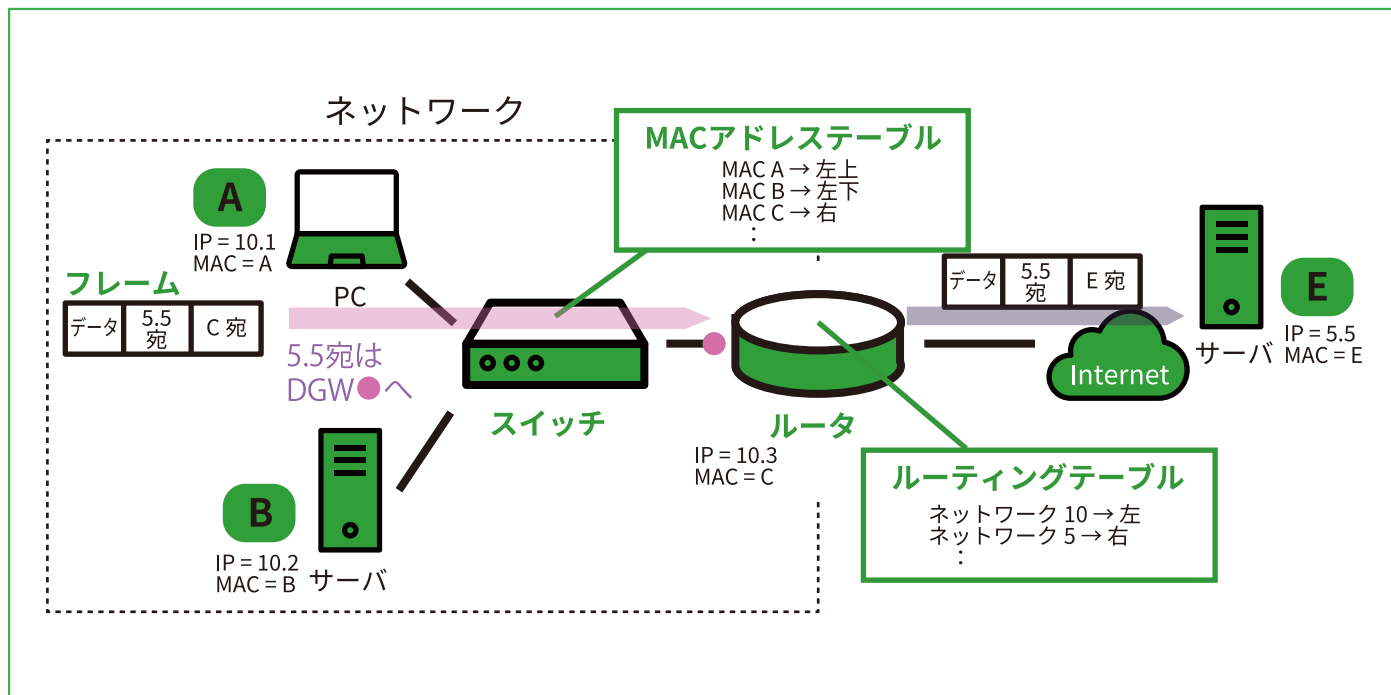 ネットワーク
MACアドレステーブル
MAC A → 左上
MAC B → 左下
MAC C → 右
:
A
IP = 10.1
MAC = A
PC
フレーム
データ
5.5
宛
C 宛
5.5宛は
DGW●へ
スイッチ
B
IP = 10.2
MAC = B
サーバ
ルータ
IP = 10.3
MAC = C
データ
5.5
宛
E 宛
Internet
E
IP = 5.5
MAC = E
サーバ
ルーティングテーブル
ネットワーク 10 → 左
ネットワーク 5 → 右
: